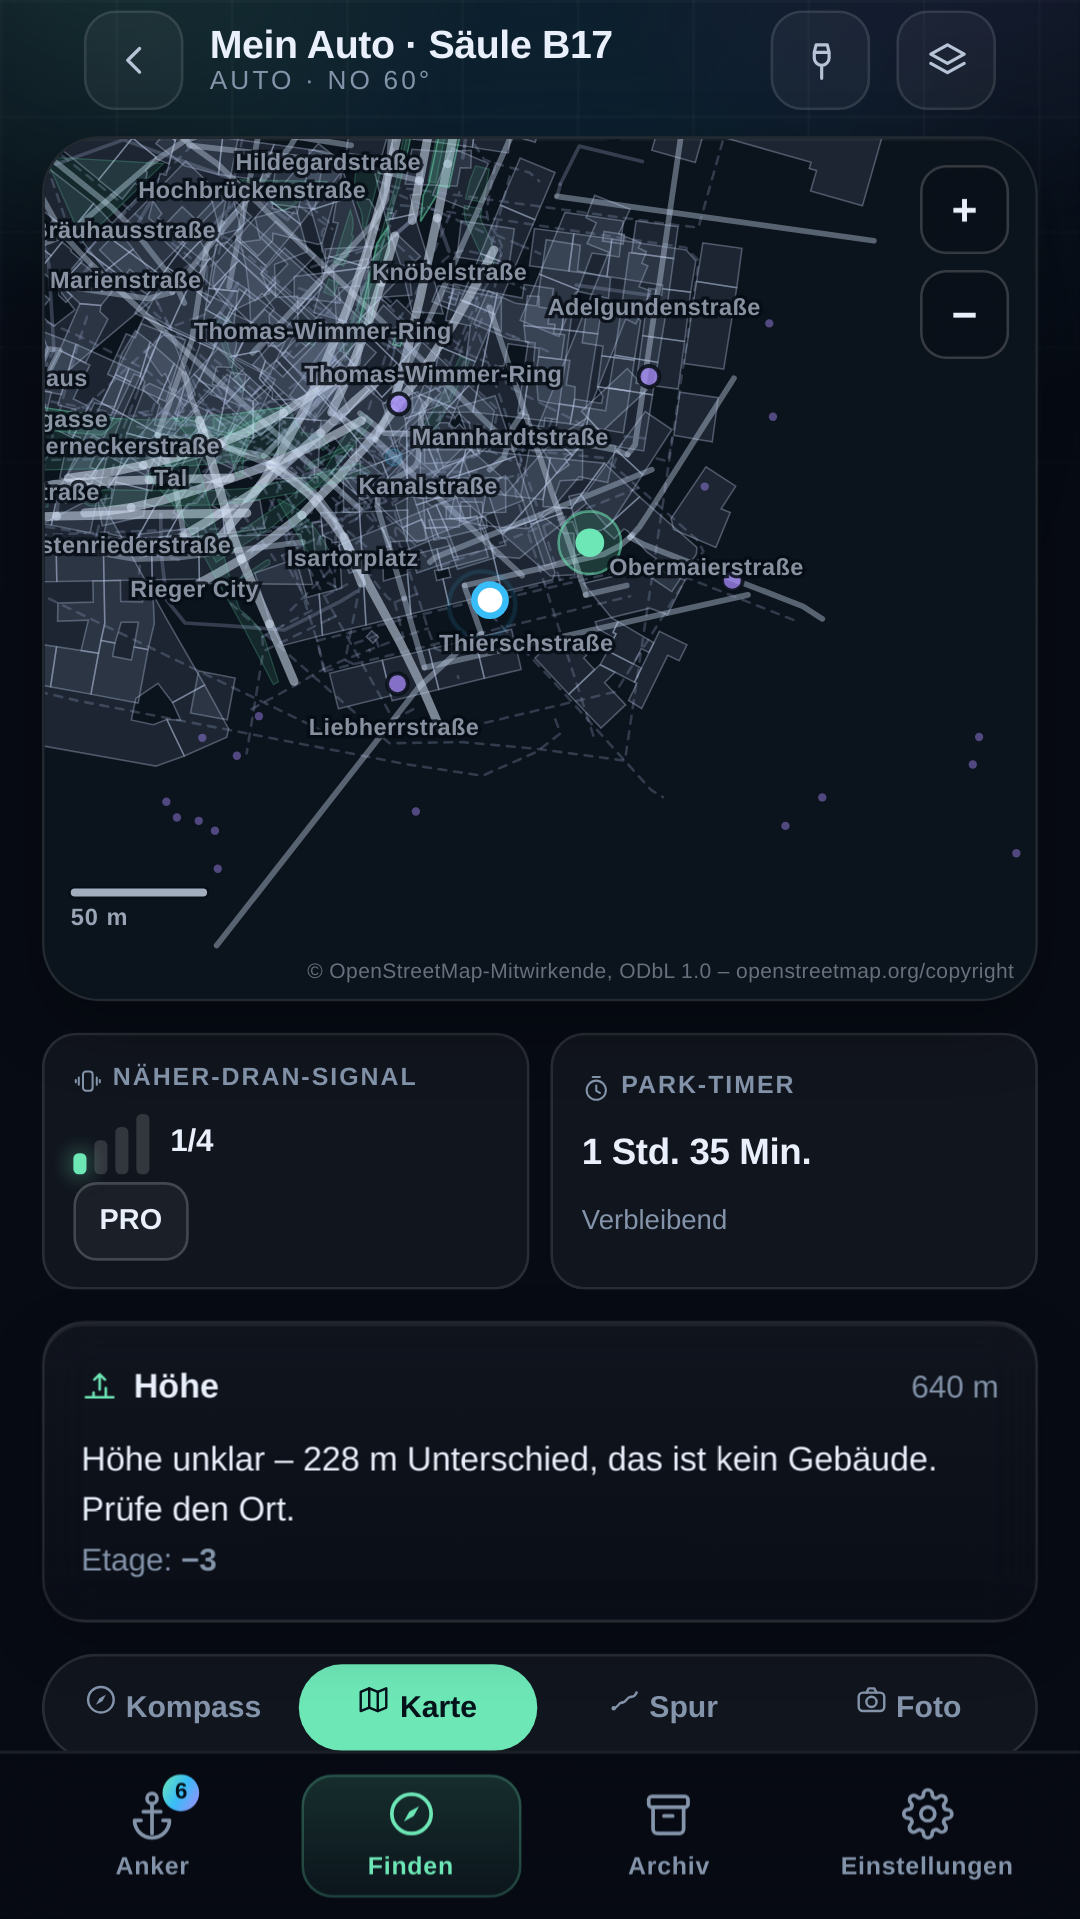 Mein Auto · Säule B17
AUTO · NO 60°
Hildegardstraße
Hochbrückenstraße
räuhausstraße
Marienstraße
Knöbelstraße
Adelgundenstraße
Thomas-Wimmer-Ring
Thomas-Wimmer-Ring
aus
gasse
Mannhardtstraße
erneckerstraße
Tal
Kanalstraße
raße
stenriederstraße
Isartorplatz
Obermaierstraße
Rieger City
Thierschstraße
Liebherrstraße
+
−
50 m
© OpenStreetMap-Mitwirkende, ODbL 1.0 – openstreetmap.org/copyright
NÄHER-DRAN-SIGNAL
1/4
PRO
PARK-TIMER
1 Std. 35 Min.
Verbleibend
Höhe
640 m
Höhe unklar – 228 m Unterschied, das ist kein Gebäude.
Prüfe den Ort.
Etage: −3
Kompass
Karte
Spur
Foto
6
Anker
Finden
Archiv
Einstellungen